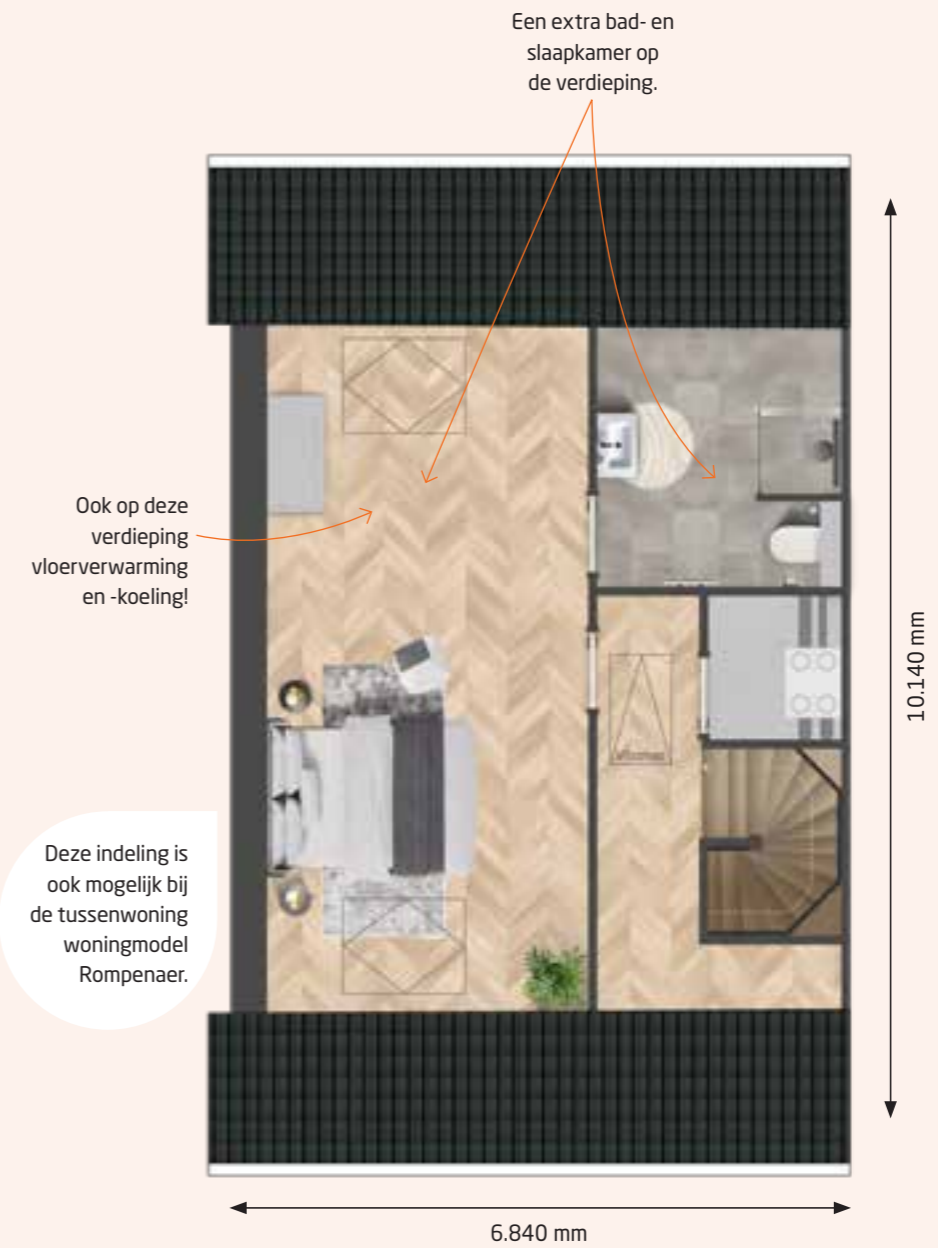 Een extra bad- en
slaapkamer op
de verdieping.
Ook op deze
verdieping
vloerverwarming
en -koeling!
10.140 mm
Deze indeling is
ook mogelijk bij
de tussenwoning
woningmodel
Rompenaer.
6.840 mm